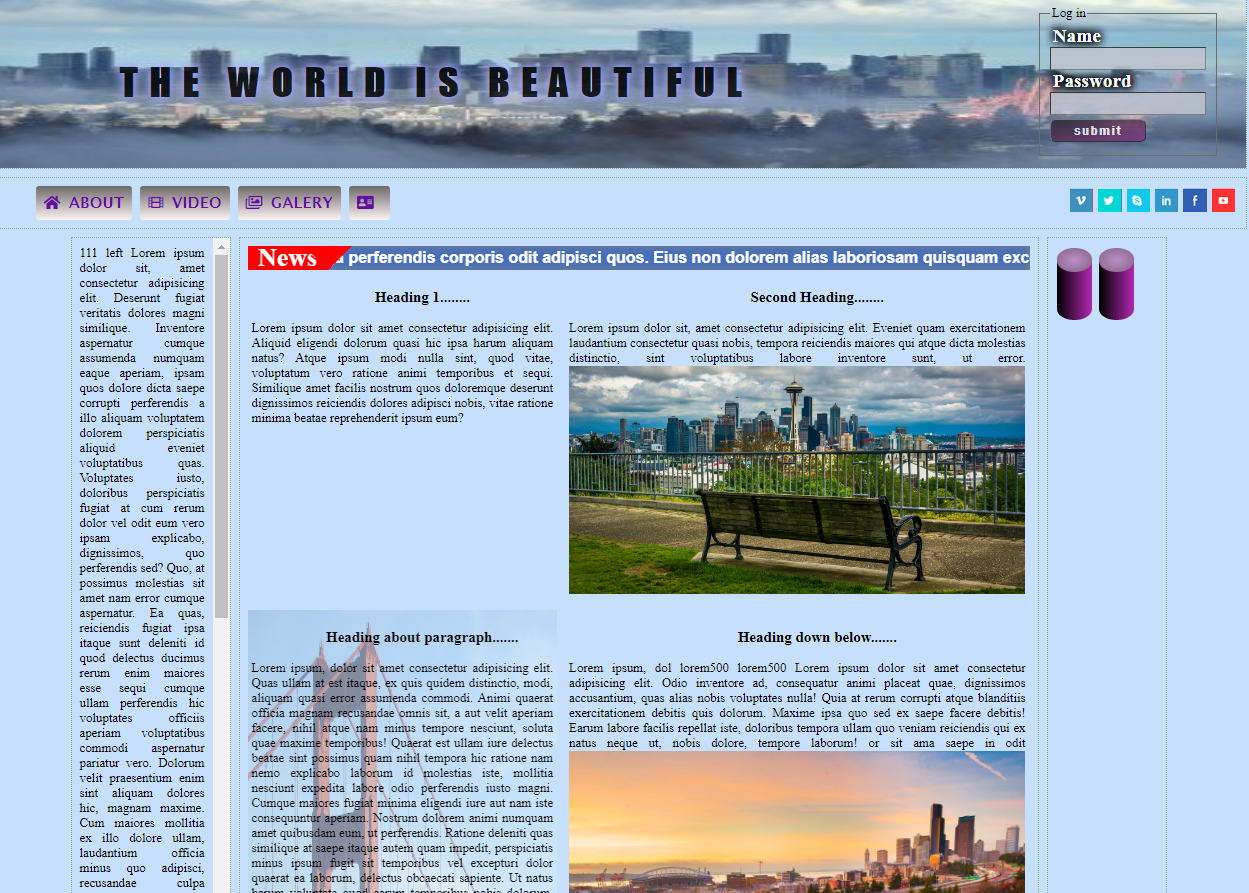 Log in
Name
THE WORLD IS BEAUTIFUL
Password
submit
ABOUT
VIDEO
GALERY
111 left Lorem ipsum
dolor sit, amet
consectetur adipisicing
elit. Deserunt fugiat
veritatis dolores magni
similique. Inventore
aspernatur cumque
assumenda numquam
eaque aperiam, ipsam
quos dolore dicta saepe
corrupti perferendis a
illo aliquam voluptatem
dolorem perspiciatis
aliquid eveniet
voluptatibus quas.
Voluptates iusto,
doloribus perspiciatis
fugiat at cum rerum
dolor vel odit eum vero
ipsam explicabo,
dignissimos, quo
perferendis sed? Quo, at
possimus molestias sit
amet nam error cumque
aspernatur. Ea quas,
reiciendis fugiat ipsa
itaque sunt deleniti id
quod delectus ducimus
rerum enim maiores
esse sequi cumque
ullam perferendis hic
voluptates officiis
aperiam voluptatibus
commodi aspernatur
pariatur vero. Dolorum
velit praesentium enim
sint aliquam dolores
hic, magnam maxime.
Cum maiores mollitia
ex illo dolore ullam,
laudantium officia
minus quo adipisci,
recusandae culpa
News perferendis corporis odit adipisci quos. Eius non dolorem alias laboriosam quisquam exc
Heading 1........
Lorem ipsum dolor sit amet consectetur adipisicing elit.
Aliquid eligendi dolorum quasi hic ipsa harum aliquam
natus? Atque ipsum modi nulla sint, quod vitae,
voluptatum vero ratione animi temporibus et sequi.
Similique amet facilis nostrum quos doloremque deserunt
dignissimos reiciendis dolores adipisci nobis, vitae ratione
minima beatae reprehenderit ipsum eum?
Second Heading........
Lorem ipsum dolor sit, amet consectetur adipisicing elit. Eveniet quam exercitationem
laudantium consectetur quasi nobis, tempora reiciendis maiores qui atque dicta molestias
distinctio, sint voluptatibus labore inventore sunt, ut error.
Heading about paragraph.......
Lorem ipsum, dolor sit amet consectetur adipisicing elit.
Quas ullam at est itaque, ex quis quidem distinctio, modi,
aliquam quasi error assumenda commodi. Animi quaerat
officia magnam recusandae omnis sit, a aut velit aperiam
facere, nihil atque nam minus tempore nesciunt, soluta
quae maxime temporibus! Quaerat est ullam iure delectus
beatae sint possimus quam nihil tempora hic ratione nam
nemo explicabo laborum id molestias iste, mollitia
nesciunt expedita labore odio perferendis iusto magni.
Cumque maiores fugiat minima eligendi iure aut nam iste
consequuntur aperiam. Nostrum dolorem animi numquam
amet quibusdam eum, ut perferendis. Ratione deleniti quas
similique at saepe itaque autem quam impedit, perspiciatis
minus ipsum fugit sit temporibus vel excepturi dolor
quaerat ea laborum, delectus obcaecati sapiente. Ut natus
harum voluptate quod earum temporibus nobis dolorum,
Heading down below.......
Lorem ipsum, dol lorem500 lorem500 Lorem ipsum dolor sit amet consectetur
adipisicing elit. Odio inventore ad, consequatur animi placeat quae, dignissimos
accusantium, quas alias nobis voluptates nulla! Quia at rerum corrupti atque blanditiis
exercitationem debitis quis dolorum. Maxime ipsa quo sed ex saepe facere debitis!
Earum labore facilis repellat iste, doloribus tempora ullam quo veniam reiciendis qui ex
natus neque ut, nobis dolore, tempore laborum! or sit ama saepe in odit